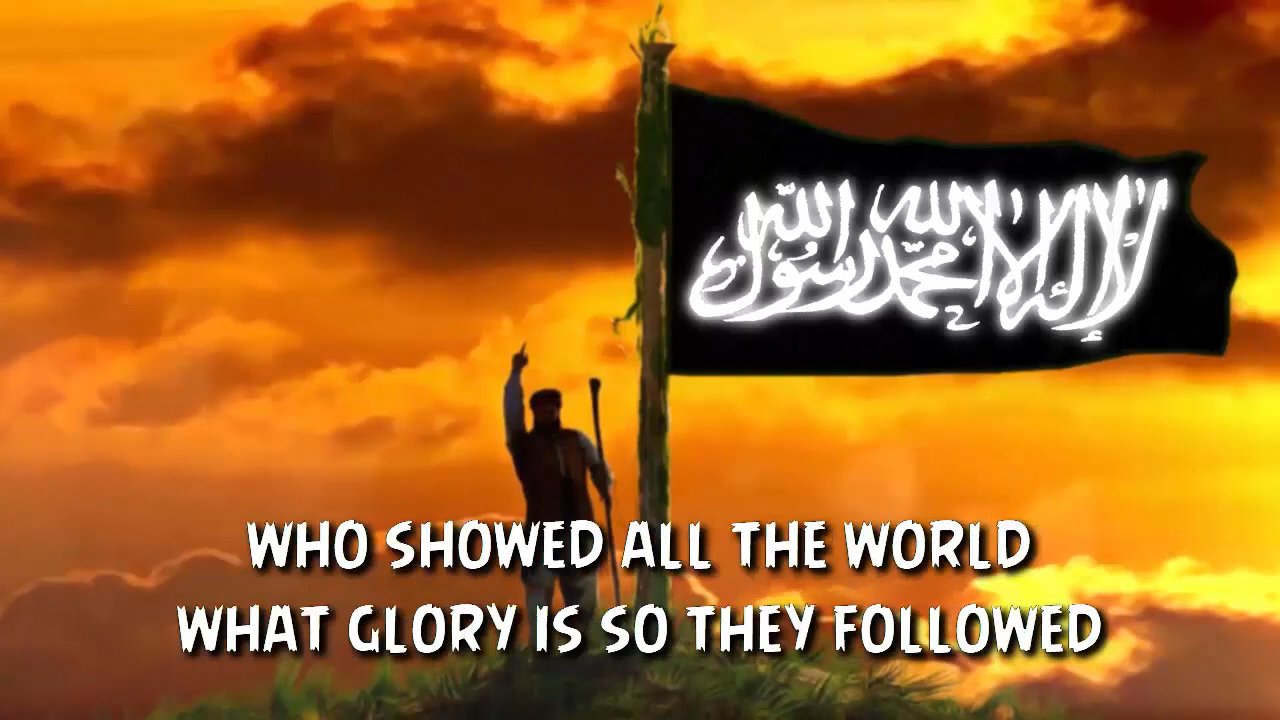 لا إله إلا الله محمد رسول الله
WHO SHOWED ALL THE WORLD
WHAT GLORY IS SO THEY FOLLOWED